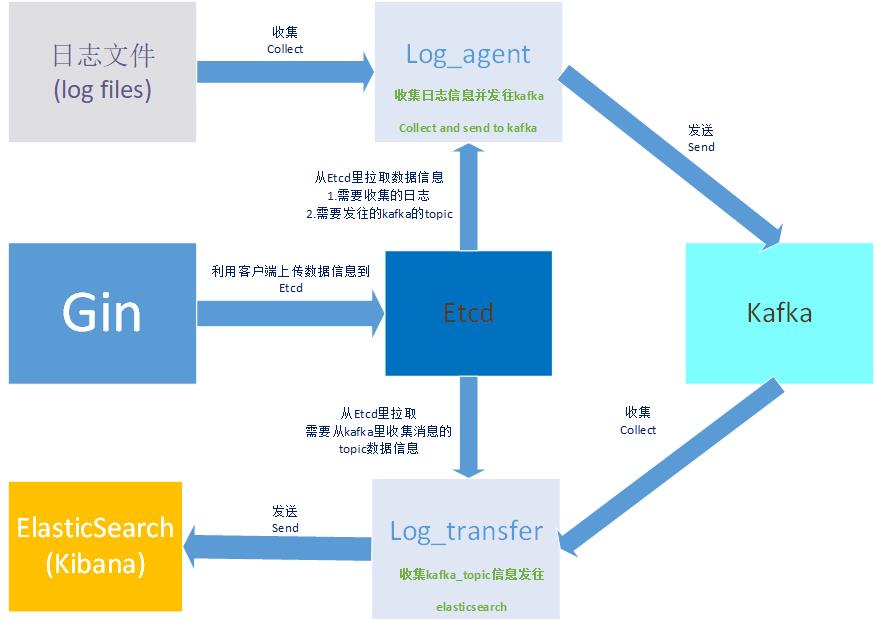 日志文件
(log files)
收集
Collect
Log_agent
收集日志信息并发往kafka
Collect and send to kafka
发送
Send
从Etcd里拉取数据信息
1.需要收集的日志
2.需要发往的kafka的topic
Gin
利用客户端上传数据信息到
Etcd
Etcd
Kafka
从Etcd里拉取
需要从kafka里收集消息的
topic数据信息
收集
Collect
ElasticSearch
(Kibana)
发送
Send
Log_transfer
收集kafka_topic信息发往
elasticsearch